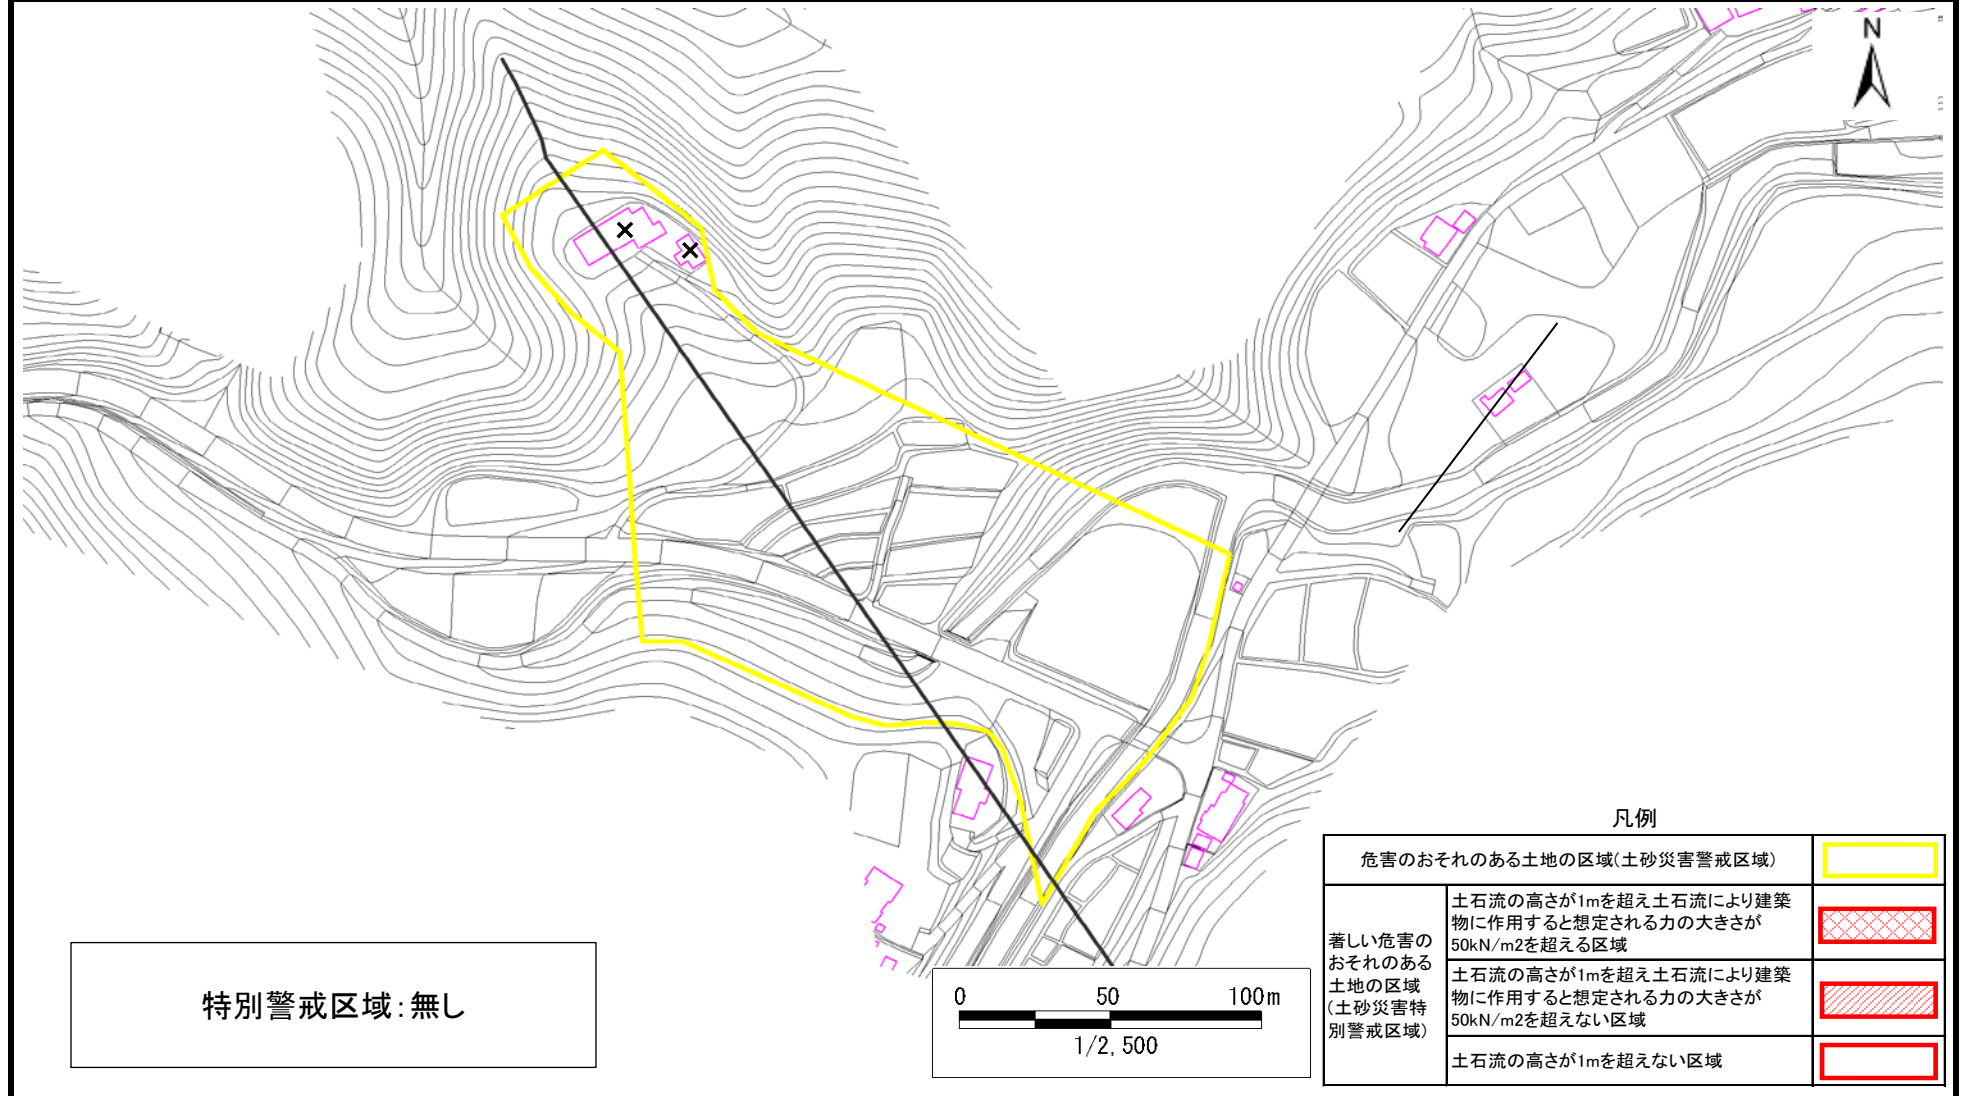 N
凡例
危害のおそれのある土地の区域(土砂災害警戒区域)
著しい危害の
おそれのある
土地の区域
(土砂災害特
別警戒区域)
土石流の高さが1mを超え土石流により建築
物に作用すると想定される力の大きさが
50kN/m2を超える区域
土石流の高さが1mを超え土石流により建築
物に作用すると想定される力の大きさが
50kN/m2を超えない区域
土石流の高さが1mを超えない区域
特別警戒区域:無し
0 50 100m
1/2,500